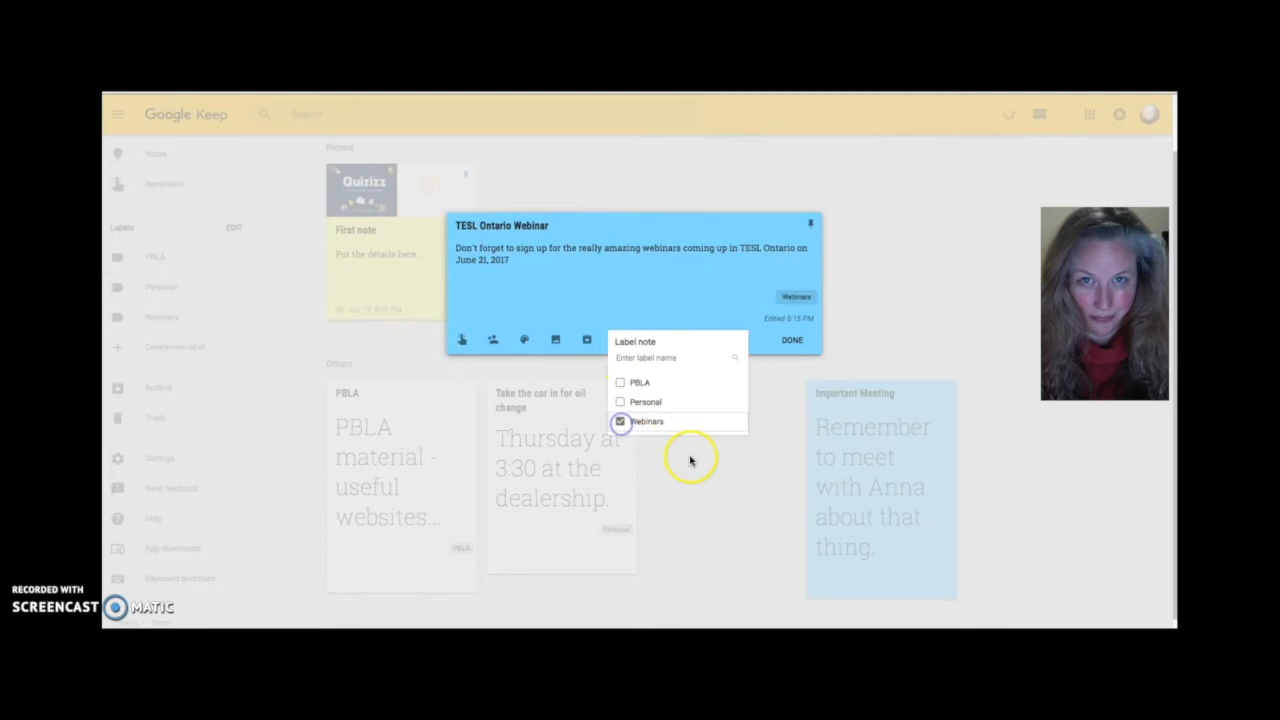 Google Keep
Search
Notes
Reminders
Labels
EDIT
PBLA
Personal
Webinars
Create new label
Archive
Trash
Settings
Send feedback
Help
App downloads
Keyboard shortcuts
Pinned
Quizizz
First note
Put the details here...
TESL Ontario Webinar
Don't forget to sign up for the really amazing webinars coming up in TESL Ontario on
June 21, 2017
Webinars
Edited 5:15 PM
DONE
Label note
Enter label name
PBLA
Personal
Webinars
Others
PBLA
PBLA
material -
useful
websites...
PBLA
Take the car in for oil
change
Thursday at
3:30 at the
dealership.
Personal
Important Meeting
Remember
to meet
with Anna
about that
thing.
RECORDED WITH
SCREENCAST MATIC